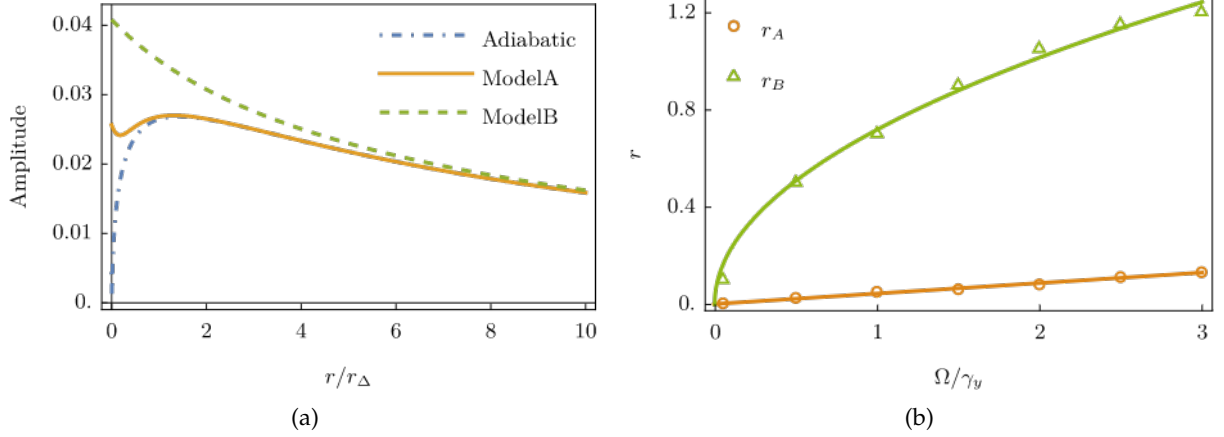 0.04
0.03
0.02
0.01
0.
Amplitude
Adiabatic
ModelA
ModelB
0 2 4 6 8 10
r/r_Δ
(a)
1.2
0.8
0.4
0.
r
r_A
r_B
0 1 2 3
Ω/γ_y
(b)